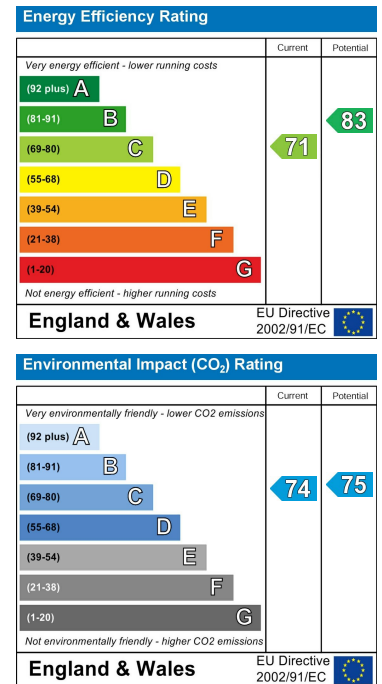 Energy Efficiency Rating
Current Potential
Very energy efficient - lower running costs
(92 plus) A
(81-91) B
83
(69-80) C
71
(55-68) D
(39-54) E
(21-38) F
(1-20) G
Not energy efficient - higher running costs
England & Wales
EU Directive
2002/91/EC
Environmental Impact (CO₂) Rating
Current Potential
Very environmentally friendly - lower CO2 emissions
(92 plus) A
(81-91) B
(69-80) C
74 75
(55-68) D
(39-54) E
(21-38) F
(1-20) G
Not environmentally friendly - higher CO2 emissions
England & Wales
EU Directive
2002/91/EC